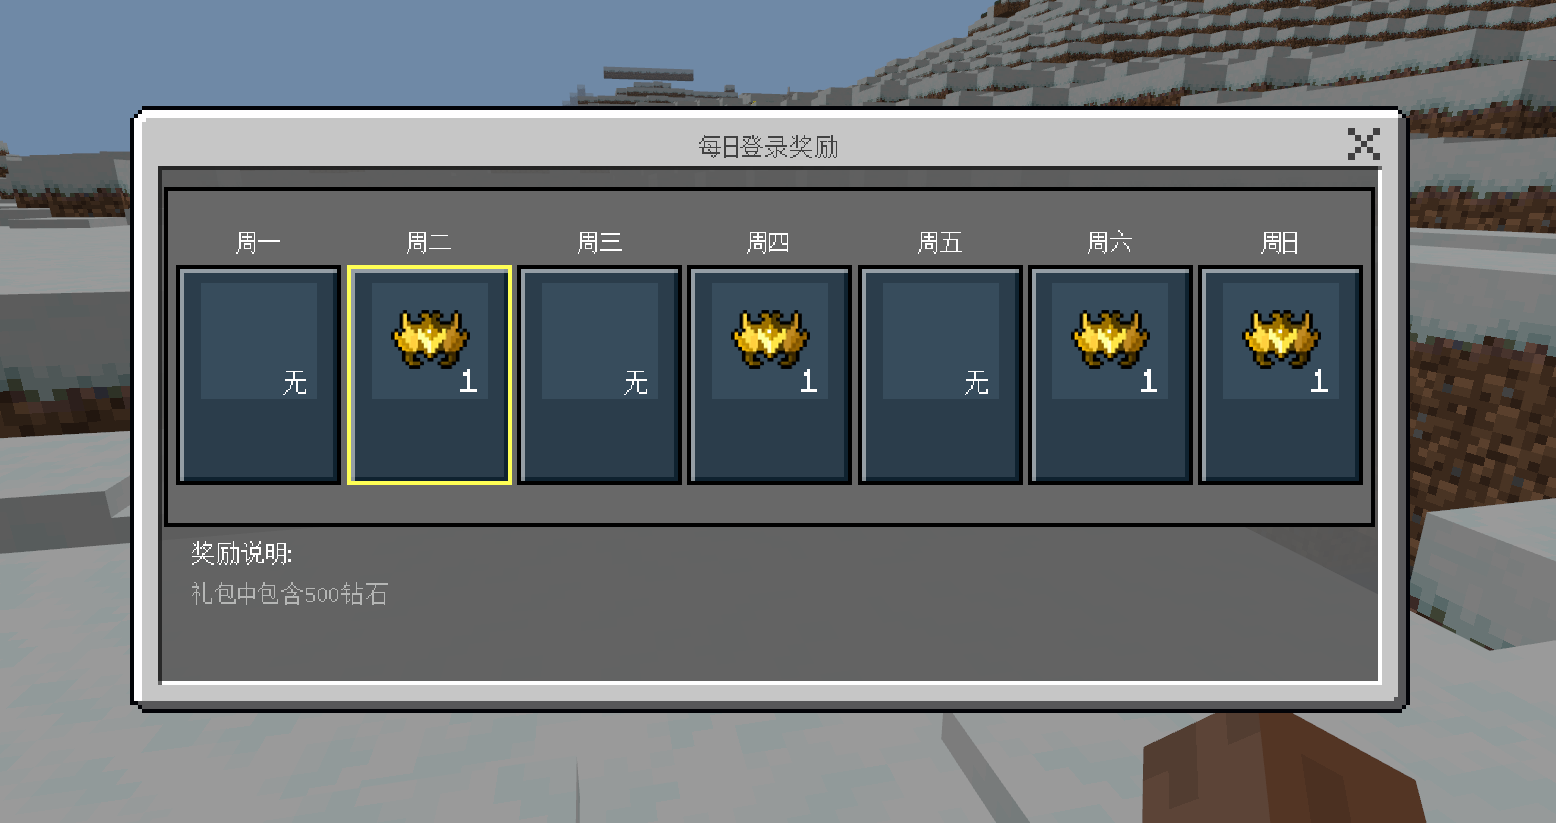 每日登录奖励
周一 周二 周三 周四 周五 周六 周日
无 1 无 1 无 1 1
奖励说明:
礼包中包含500钻石